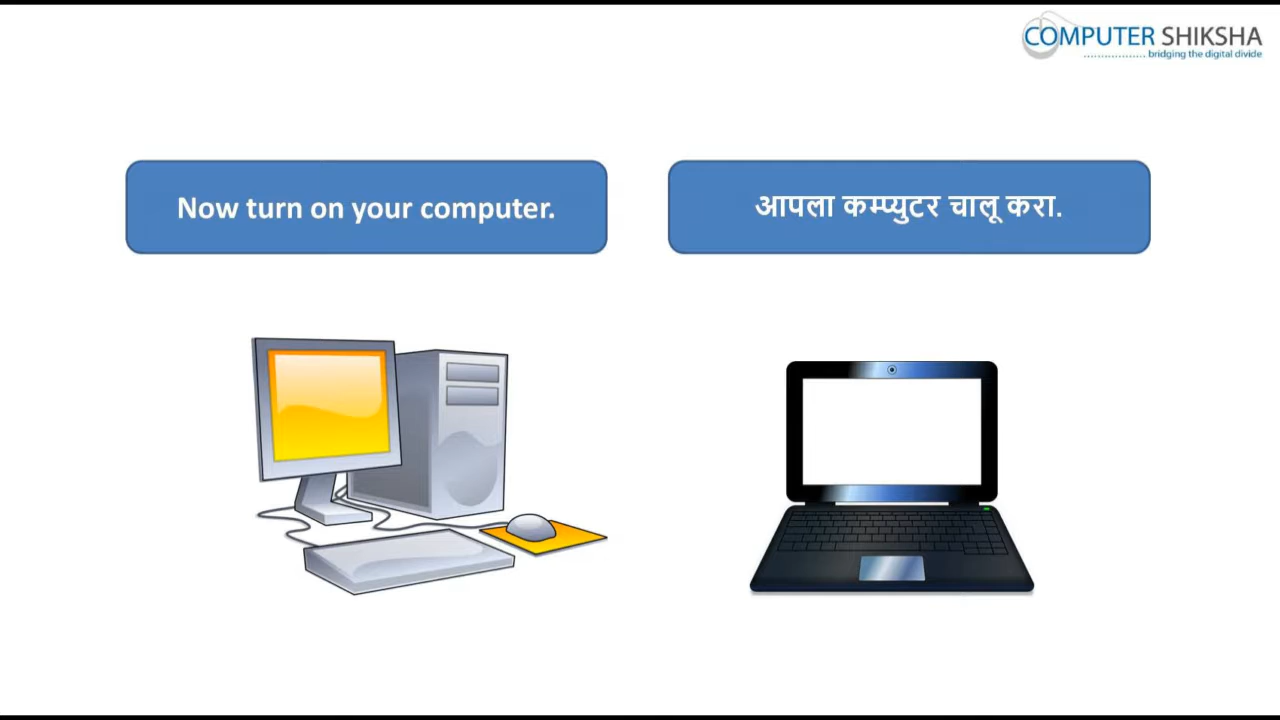 COMPUTER SHIKSHA
bridging the digital divide
Now turn on your computer.
आपला कम्प्युटर चालू करा.